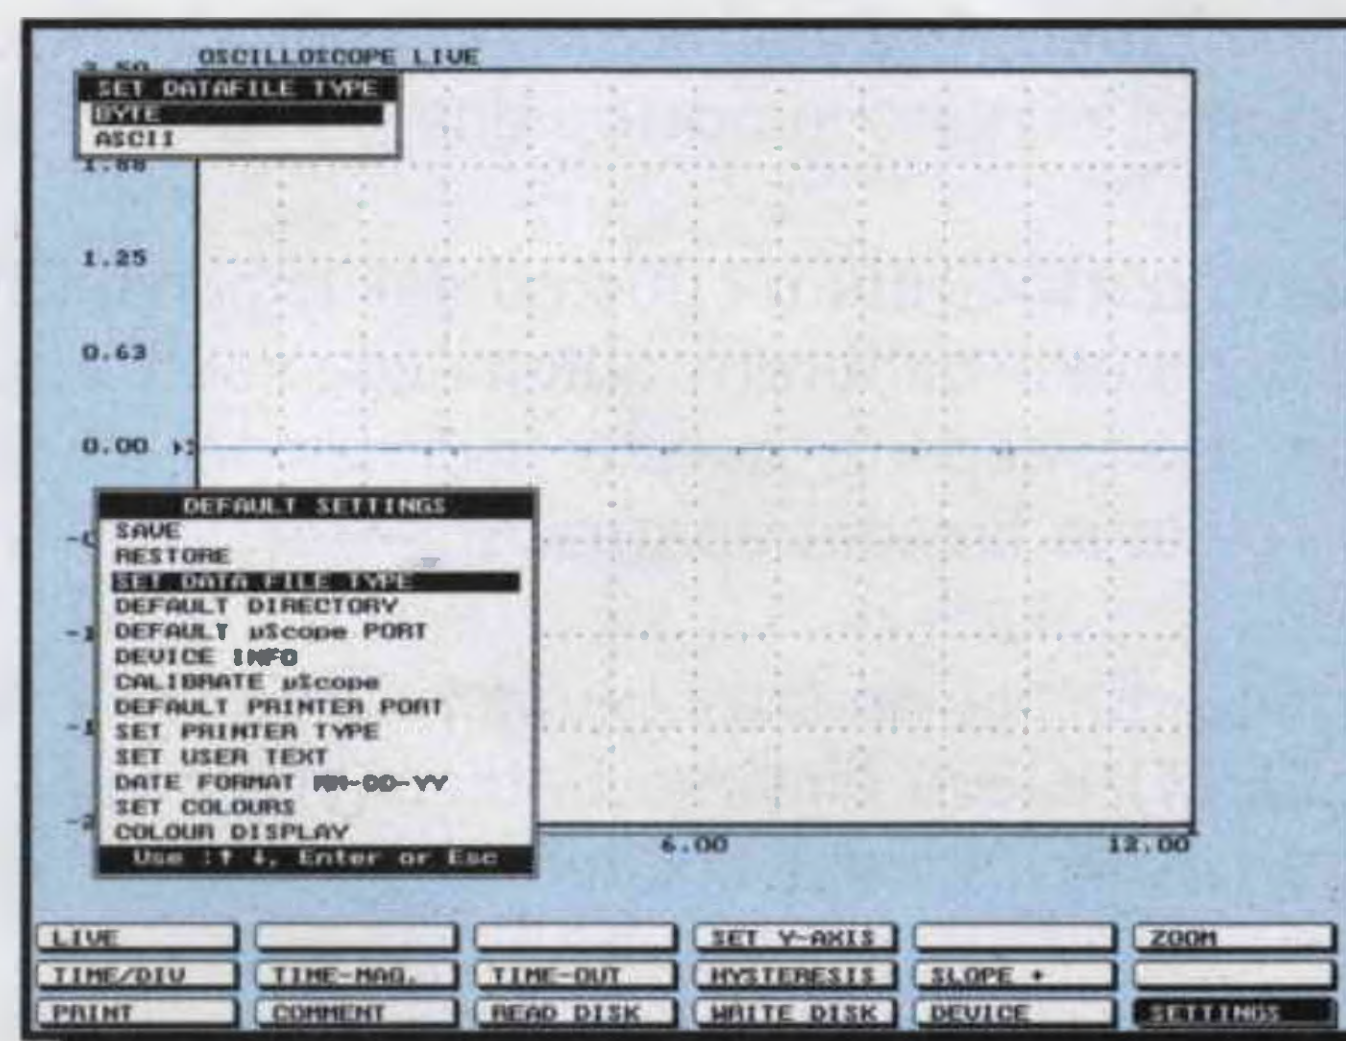 OSCILLOSCOPE LIVE
SET DATAFILE TYPE
BYTE
ASCII
1.88
1.25
0.63
0.00
DEFAULT SETTINGS
SAVE
RESTORE
SET DATA FILE TYPE
DEFAULT DIRECTORY
DEFAULT µScope PORT
DEVICE INFO
CALIBRATE µScope
DEFAULT PRINTER PORT
SET PRINTER TYPE
SET USER TEXT
DATE FORMAT MM-DD-YY
SET COLOURS
COLOUR DISPLAY
Use :↑ ↓, Enter or Esc
6.00 12.00
LIVE SET Y-AXIS ZOOM
TIME/DIV TIME-MAG. TIME-OUT HYSTERESIS SLOPE +
PRINT COMMENT READ DISK WRITE DISK DEVICE SETTINGS